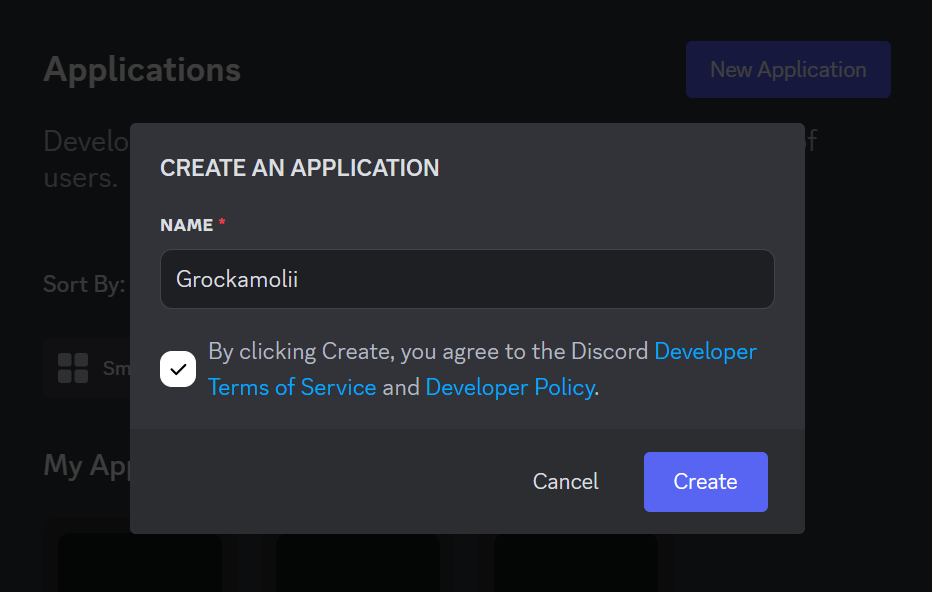 Applications
New Application
Develo
of
users.
CREATE AN APPLICATION
NAME *
Grockamolii
Sort By:
By clicking Create, you agree to the Discord Developer
Terms of Service and Developer Policy.
Sm
My App
Cancel
Create